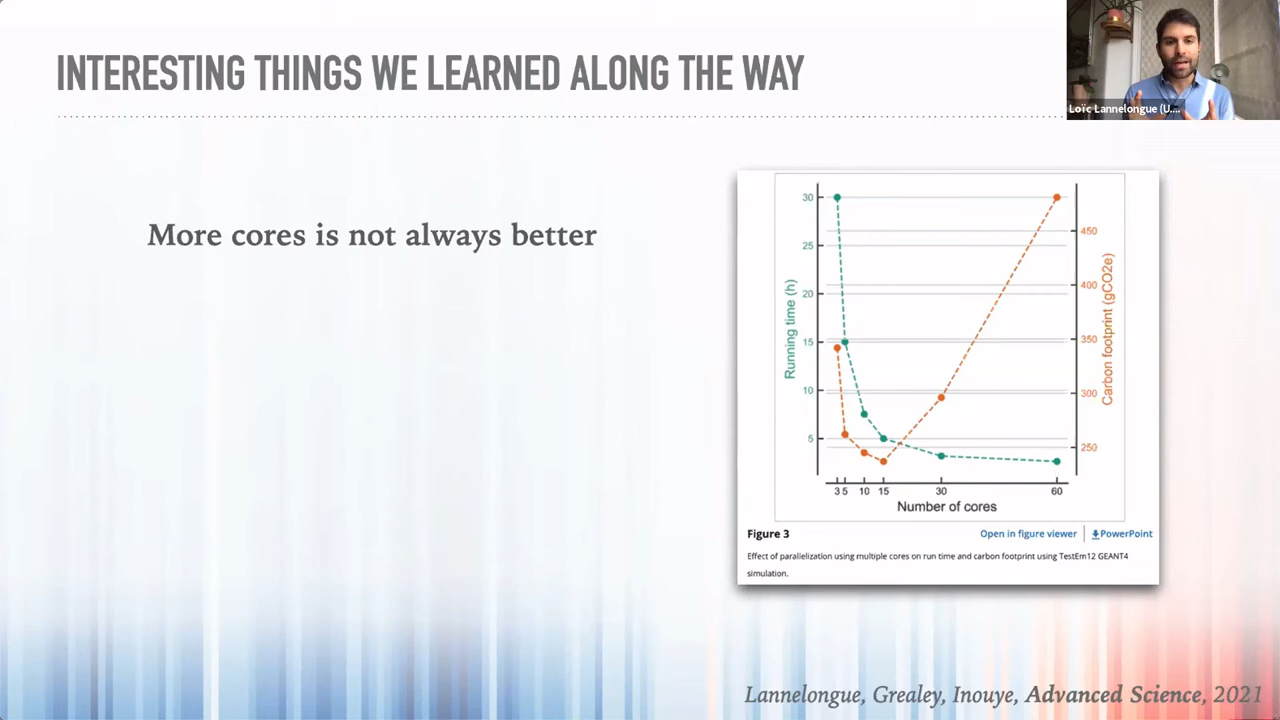 INTERESTING THINGS WE LEARNED ALONG THE WAY
Loïc Lannelongue (U....
More cores is not always better
30
25
20
15
10
5
Running time (h)
450
400
350
300
250
Carbon footprint (gCO2e)
3 5 10 15 30 60
Number of cores
Figure 3
Open in figure viewer
PowerPoint
Effect of parallelization using multiple cores on run time and carbon footprint using TestEm12 GEANT4
simulation.
Lannelongue, Grealey, Inouye, Advanced Science, 2021